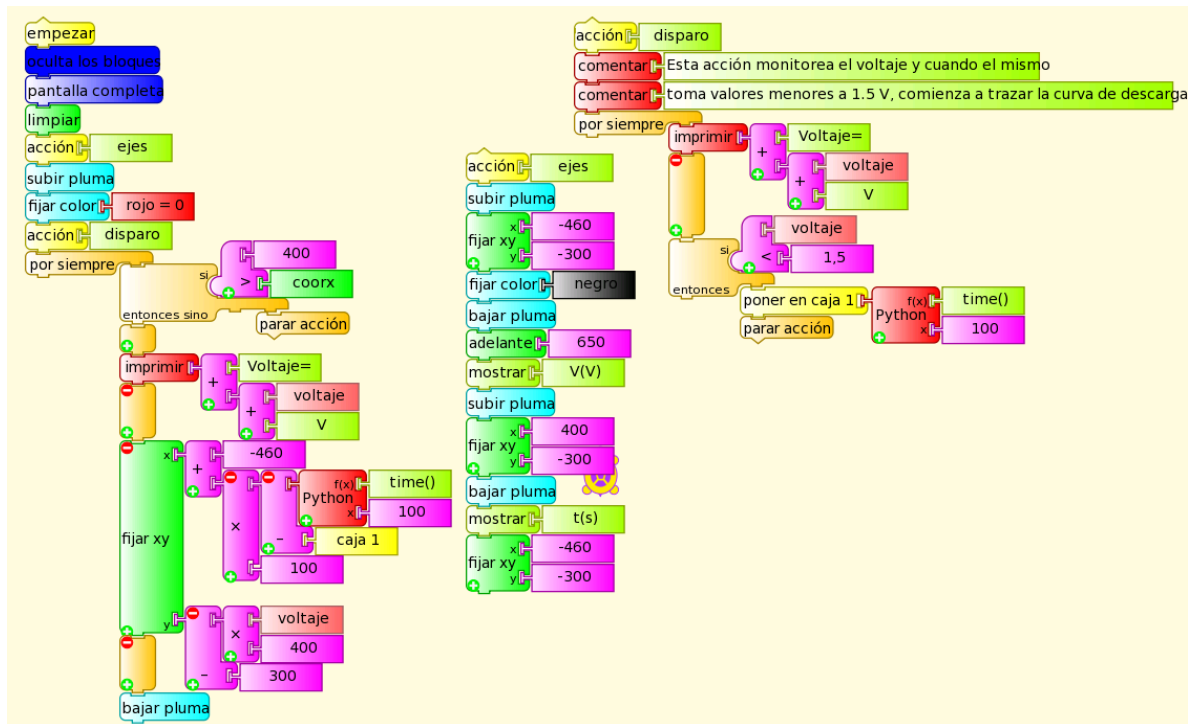 empezar
oculta los bloques
pantalla completa
limpiar
acción ejes
subir pluma
fijar color rojo = 0
acción disparo
por siempre
si
400
> coorx
entonces sino
parar acción
imprimir + Voltaje=
+ voltaje
V
fijar xy
x + -460
× - Python f(x) time()
x 100
caja 1
100
y - × voltaje
400
300
bajar pluma
acción ejes
subir pluma
fijar xy x -460
y -300
fijar color negro
bajar pluma
adelante 650
mostrar V(V)
subir pluma
fijar xy x 400
y -300
bajar pluma
mostrar t(s)
fijar xy x -460
y -300
acción disparo
comentar Esta acción monitorea el voltaje y cuando el mismo
comentar toma valores menores a 1.5 V, comienza a trazar la curva de descarga
por siempre
imprimir + Voltaje=
+ voltaje
V
si voltaje
< 1,5
entonces
poner en caja 1 Python f(x) time()
x 100
parar acción